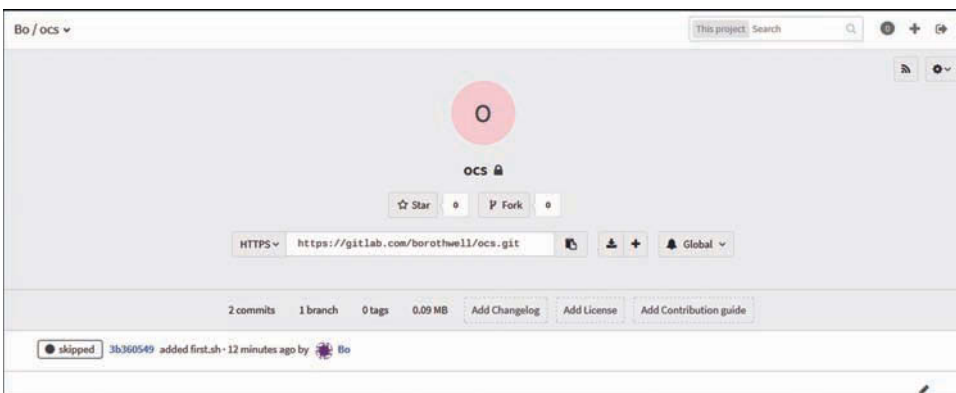 Bo / ocs
This project Search
0
O
ocs
Star 0 Fork 0
HTTPS https://gitlab.com/borothwell/ocs.git Global
2 commits 1 branch 0 tags 0.09 MB Add Changelog Add License Add Contribution guide
skipped 3b360549 added first.sh · 12 minutes ago by Bo